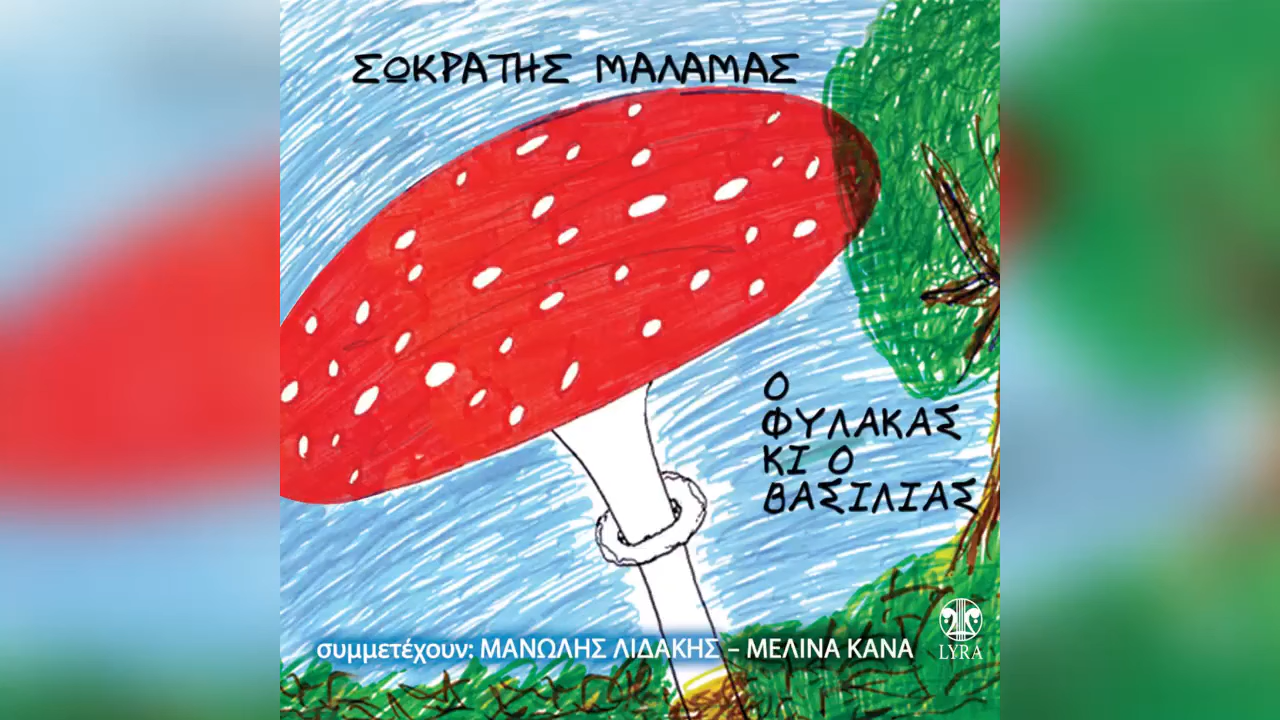 ΣΩΚΡΑΤΗΣ ΜΑΛΑΜΑΣ
Ο
ΦΥΛΑΚΑΣ
ΚΙ Ο
ΒΑΣΙΛΙΑΣ
συμμετέχουν: ΜΑΝΩΛΗΣ ΛΙΔΑΚΗΣ – ΜΕΛΙΝΑ ΚΑΝΑ
LYRA